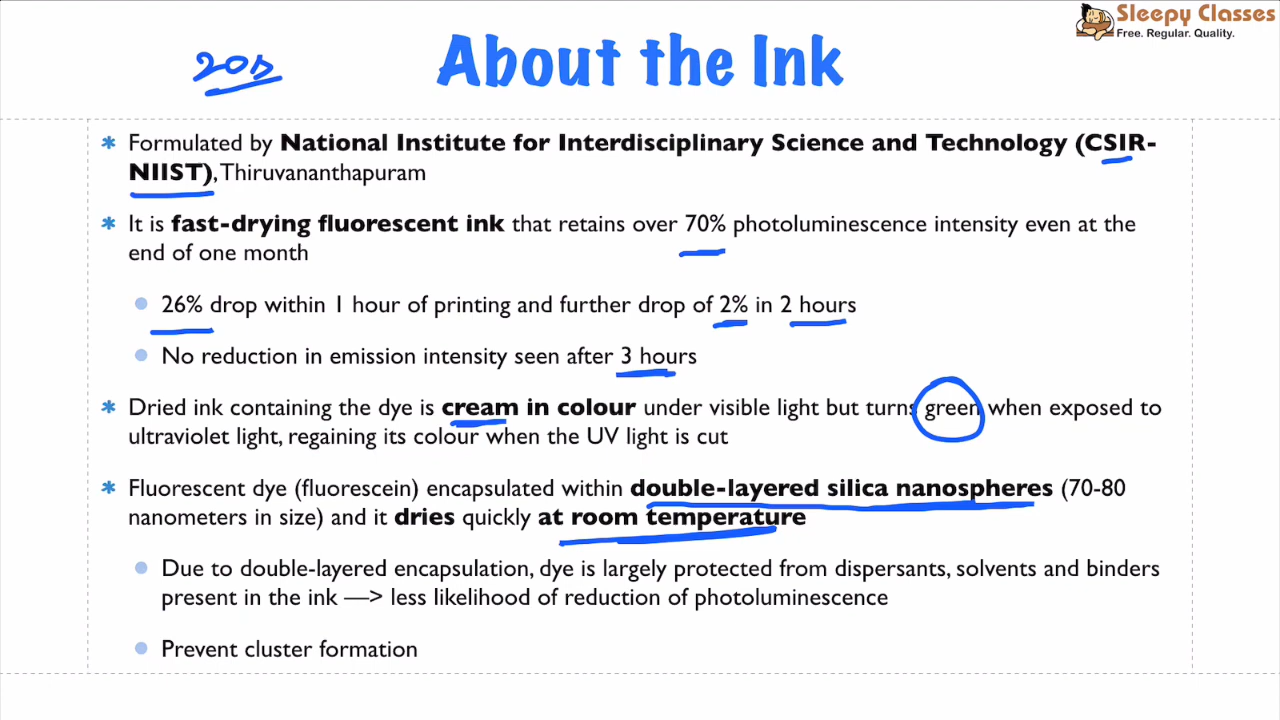 Sleepy Classes
Free. Regular. Quality.
About the Ink
* Formulated by National Institute for Interdisciplinary Science and Technology (CSIR-
NIIST), Thiruvananthapuram
* It is fast-drying fluorescent ink that retains over 70% photoluminescence intensity even at the
end of one month
• 26% drop within 1 hour of printing and further drop of 2% in 2 hours
• No reduction in emission intensity seen after 3 hours
* Dried ink containing the dye is cream in colour under visible light but turns green when exposed to
ultraviolet light, regaining its colour when the UV light is cut
* Fluorescent dye (fluorescein) encapsulated within double-layered silica nanospheres (70-80
nanometers in size) and it dries quickly at room temperature
• Due to double-layered encapsulation, dye is largely protected from dispersants, solvents and binders
present in the ink —> less likelihood of reduction of photoluminescence
• Prevent cluster formation